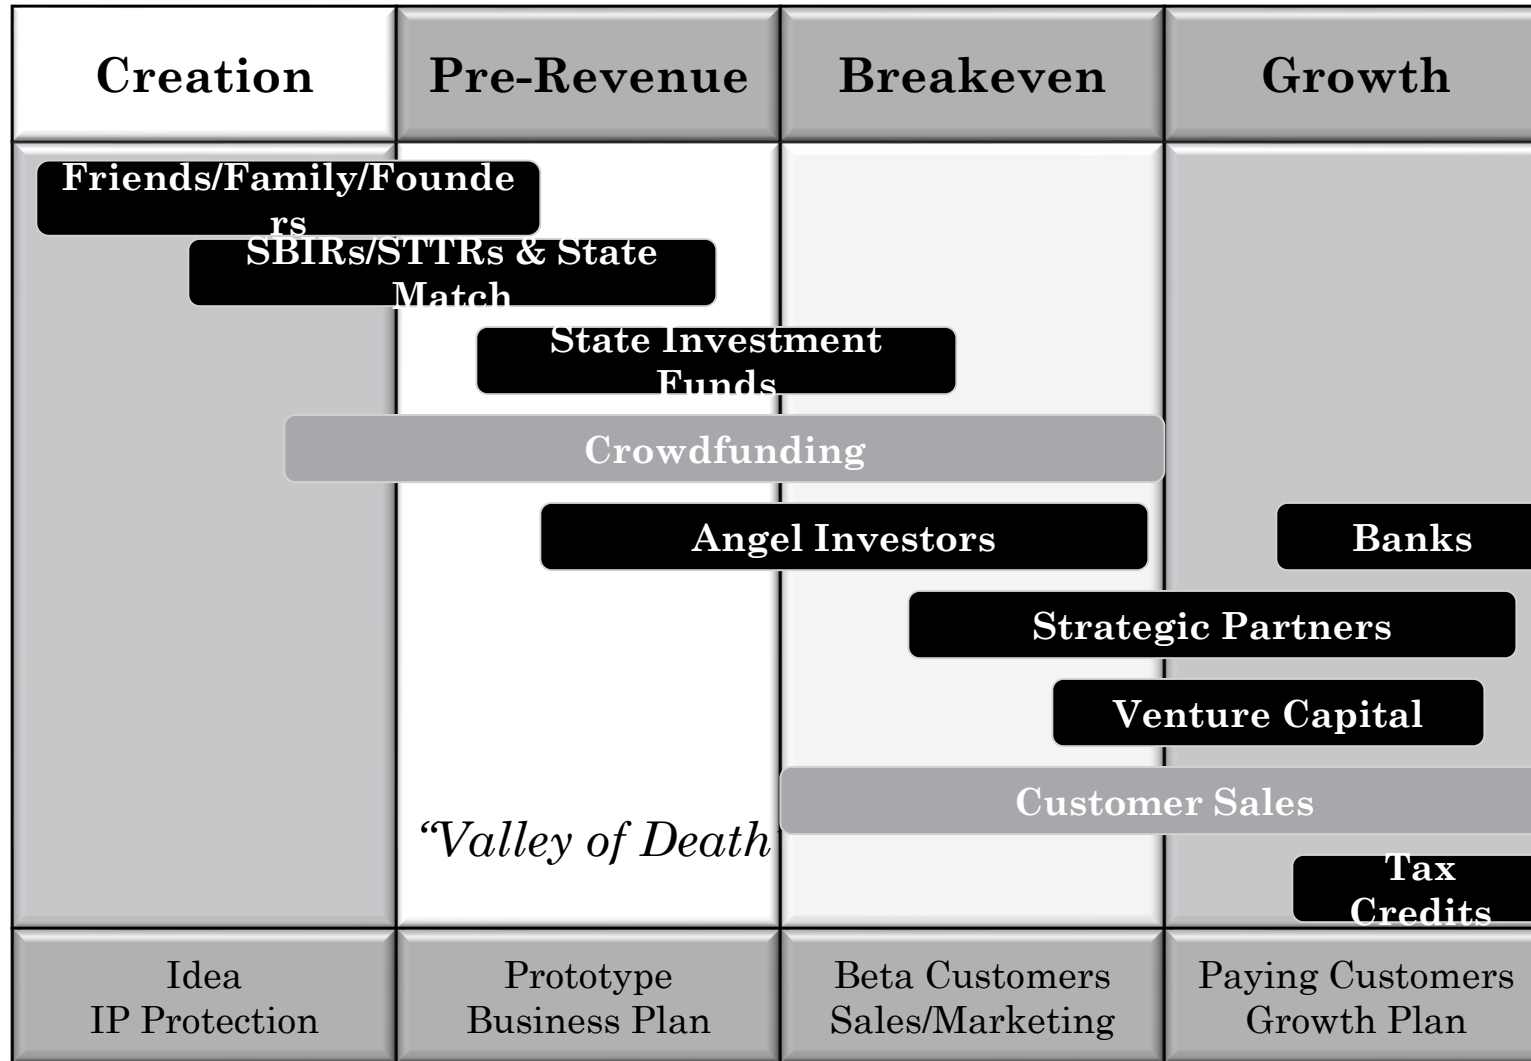 Creation
Pre-Revenue
Breakeven
Growth
Friends/Family/Founde
rs
SBIRs/STTRs & State
Match
State Investment
Funds
Crowdfunding
Angel Investors
Banks
Strategic Partners
Venture Capital
Customer Sales
“Valley of Death
Tax
Credits
Idea
IP Protection
Prototype
Business Plan
Beta Customers
Sales/Marketing
Paying Customers
Growth Plan